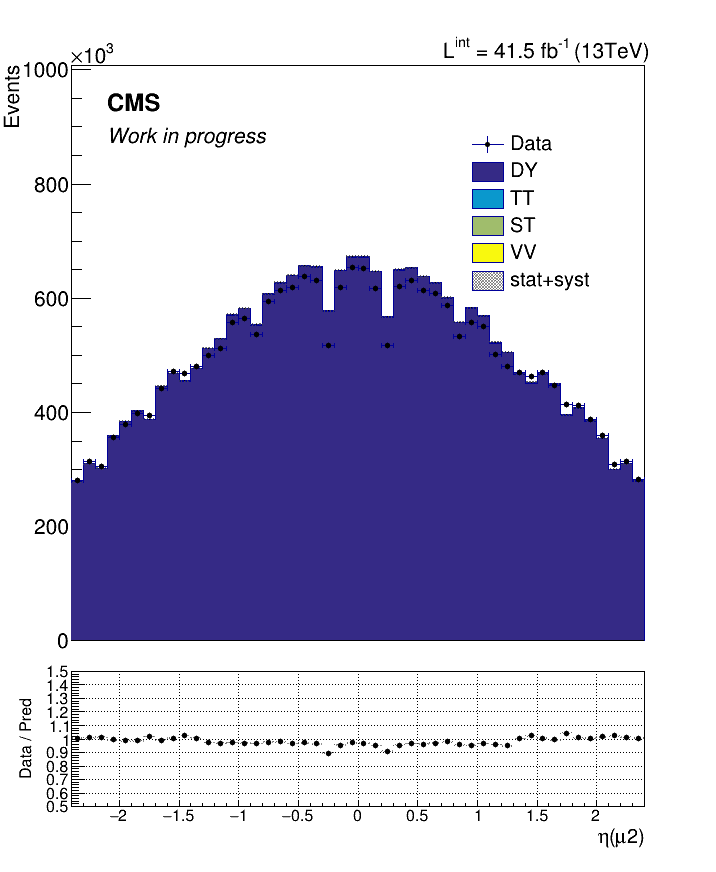 ×10³
L^int = 41.5 fb⁻¹ (13TeV)
Events
1000
CMS
Work in progress
Data
DY
TT
ST
VV
stat+syst
800
600
400
200
0
Data / Pred
1.5
1.4
1.3
1.2
1.1
1
0.9
0.8
0.7
0.6
0.5
−2 −1.5 −1 −0.5 0 0.5 1 1.5 2
η(μ2)